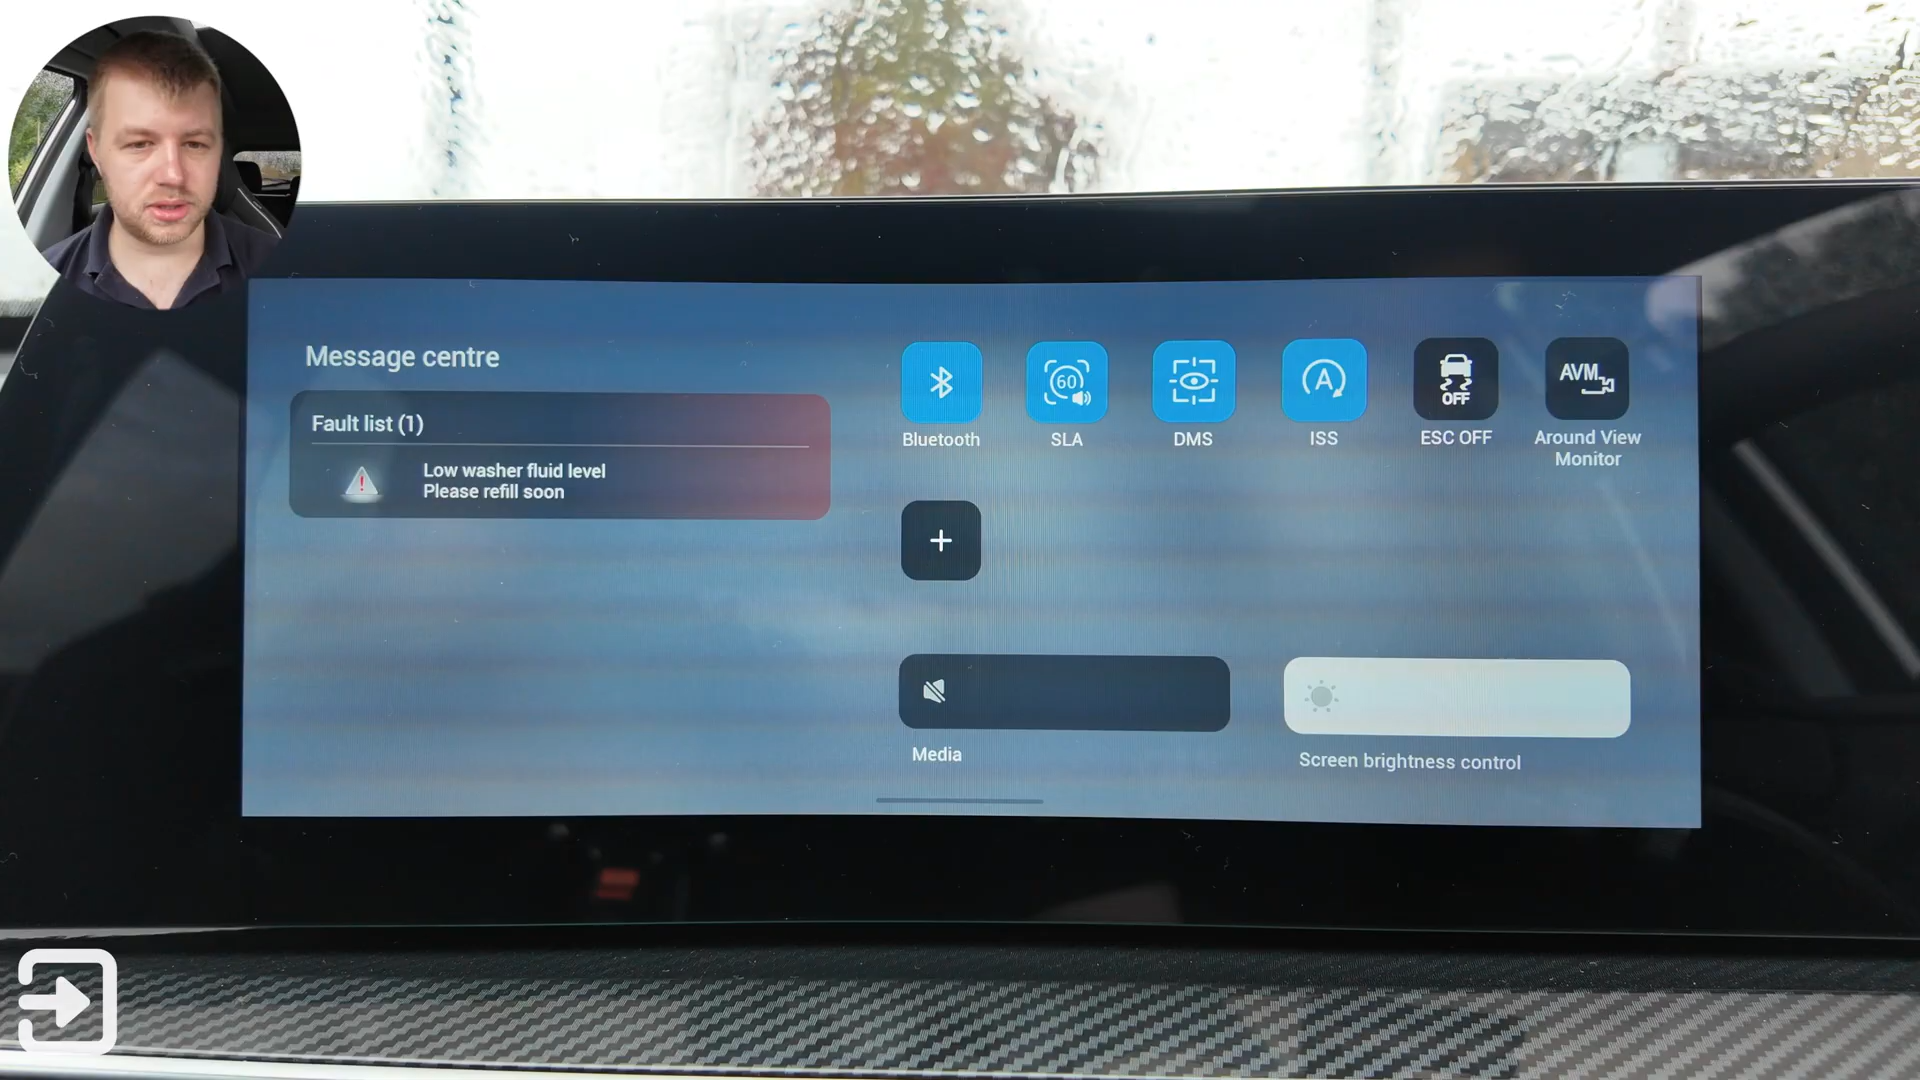 Message centre
Fault list (1)
Low washer fluid level
Please refill soon
60
OFF
AVM
Bluetooth
SLA
DMS
ISS
ESC OFF
Around View
Monitor
+
Media
Screen brightness control